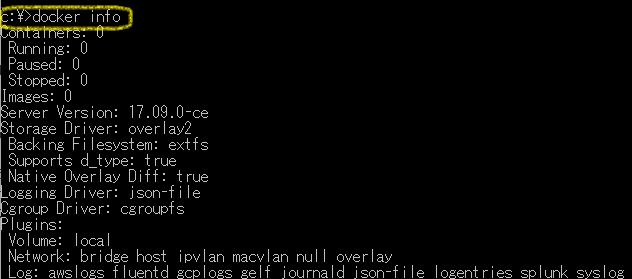 c:¥>docker info
Containers: 0
 Running: 0
 Paused: 0
 Stopped: 0
Images: 0
Server Version: 17.09.0-ce
Storage Driver: overlay2
 Backing Filesystem: extfs
 Supports d_type: true
 Native Overlay Diff: true
Logging Driver: json-file
Cgroup Driver: cgroupfs
Plugins:
 Volume: local
 Network: bridge host ipvlan macvlan null overlay
 Log: awslogs fluentd gcplogs gelf journald json-file logentries splunk syslog